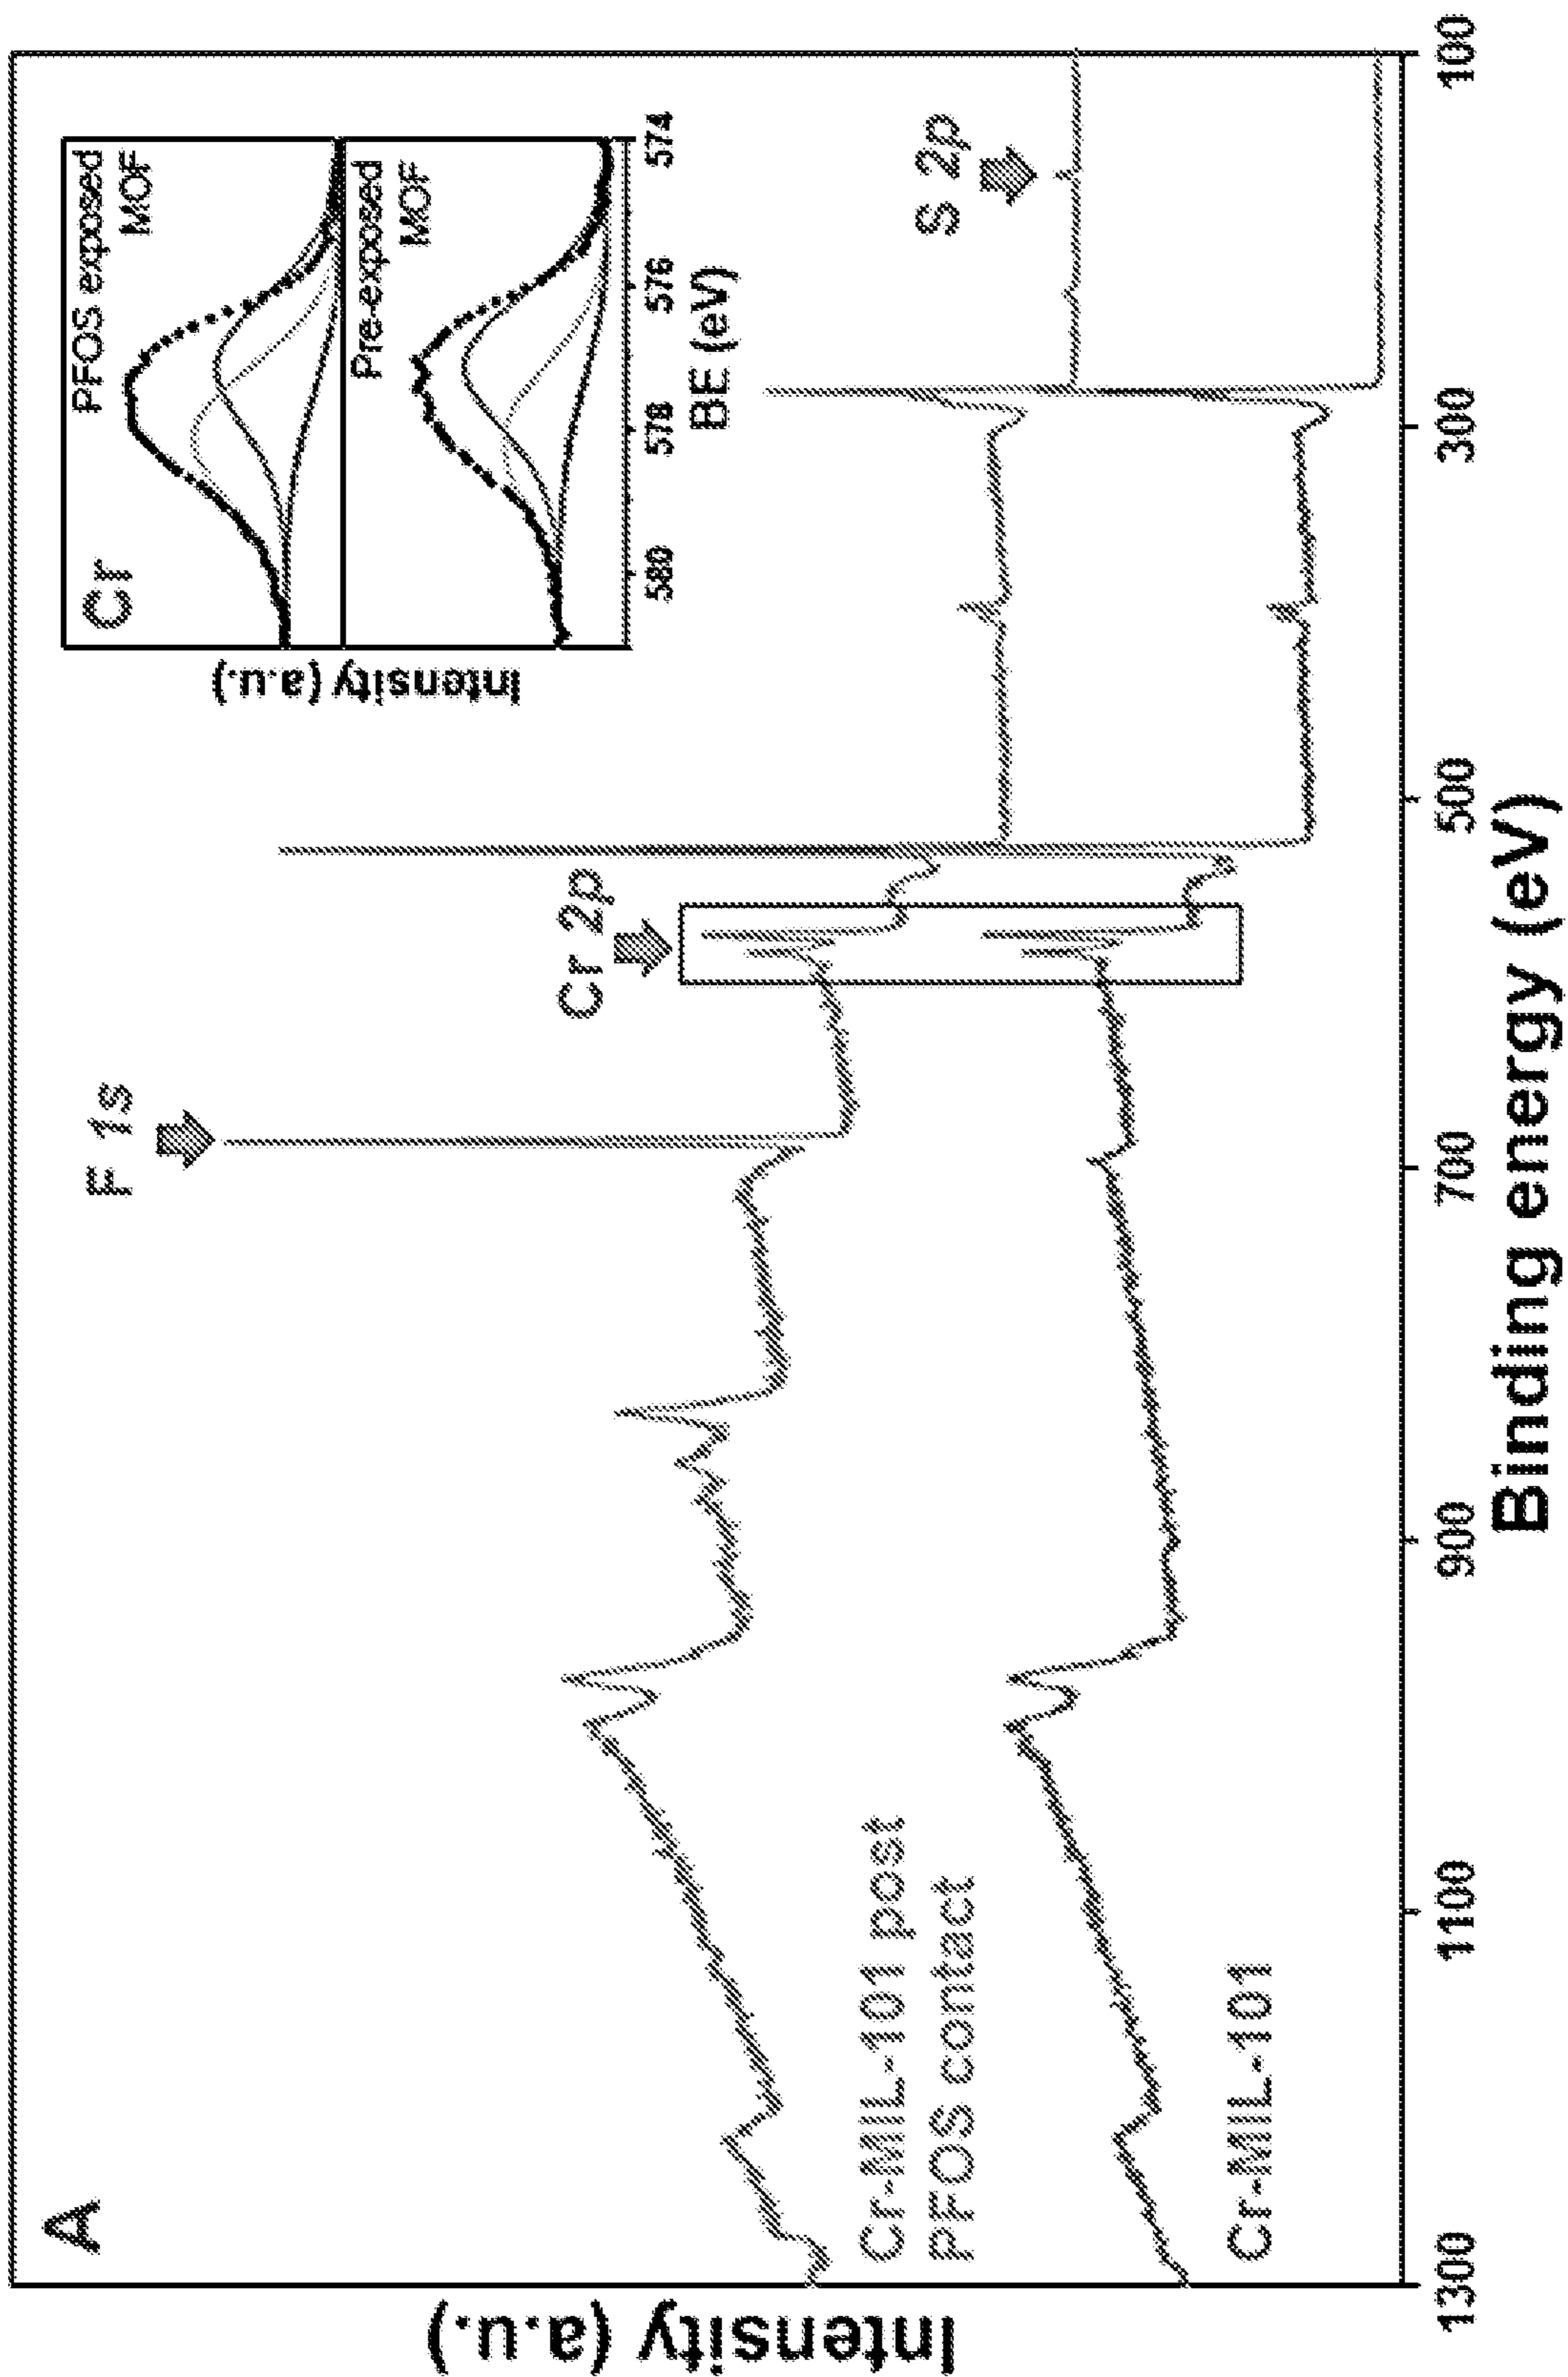 A
Intensity (a.u.)
F 1s
Cr 2p
S 2p
Cr-MIL-101 post
PFOS contact
Cr-MIL-101
1300
1100
900
700
500
300
100
Binding energy (eV)
Intensity (a.u.)
Cr
PFOS exposed
MOF
Pre-exposed
MOF
580
578
576
574
BE (eV)